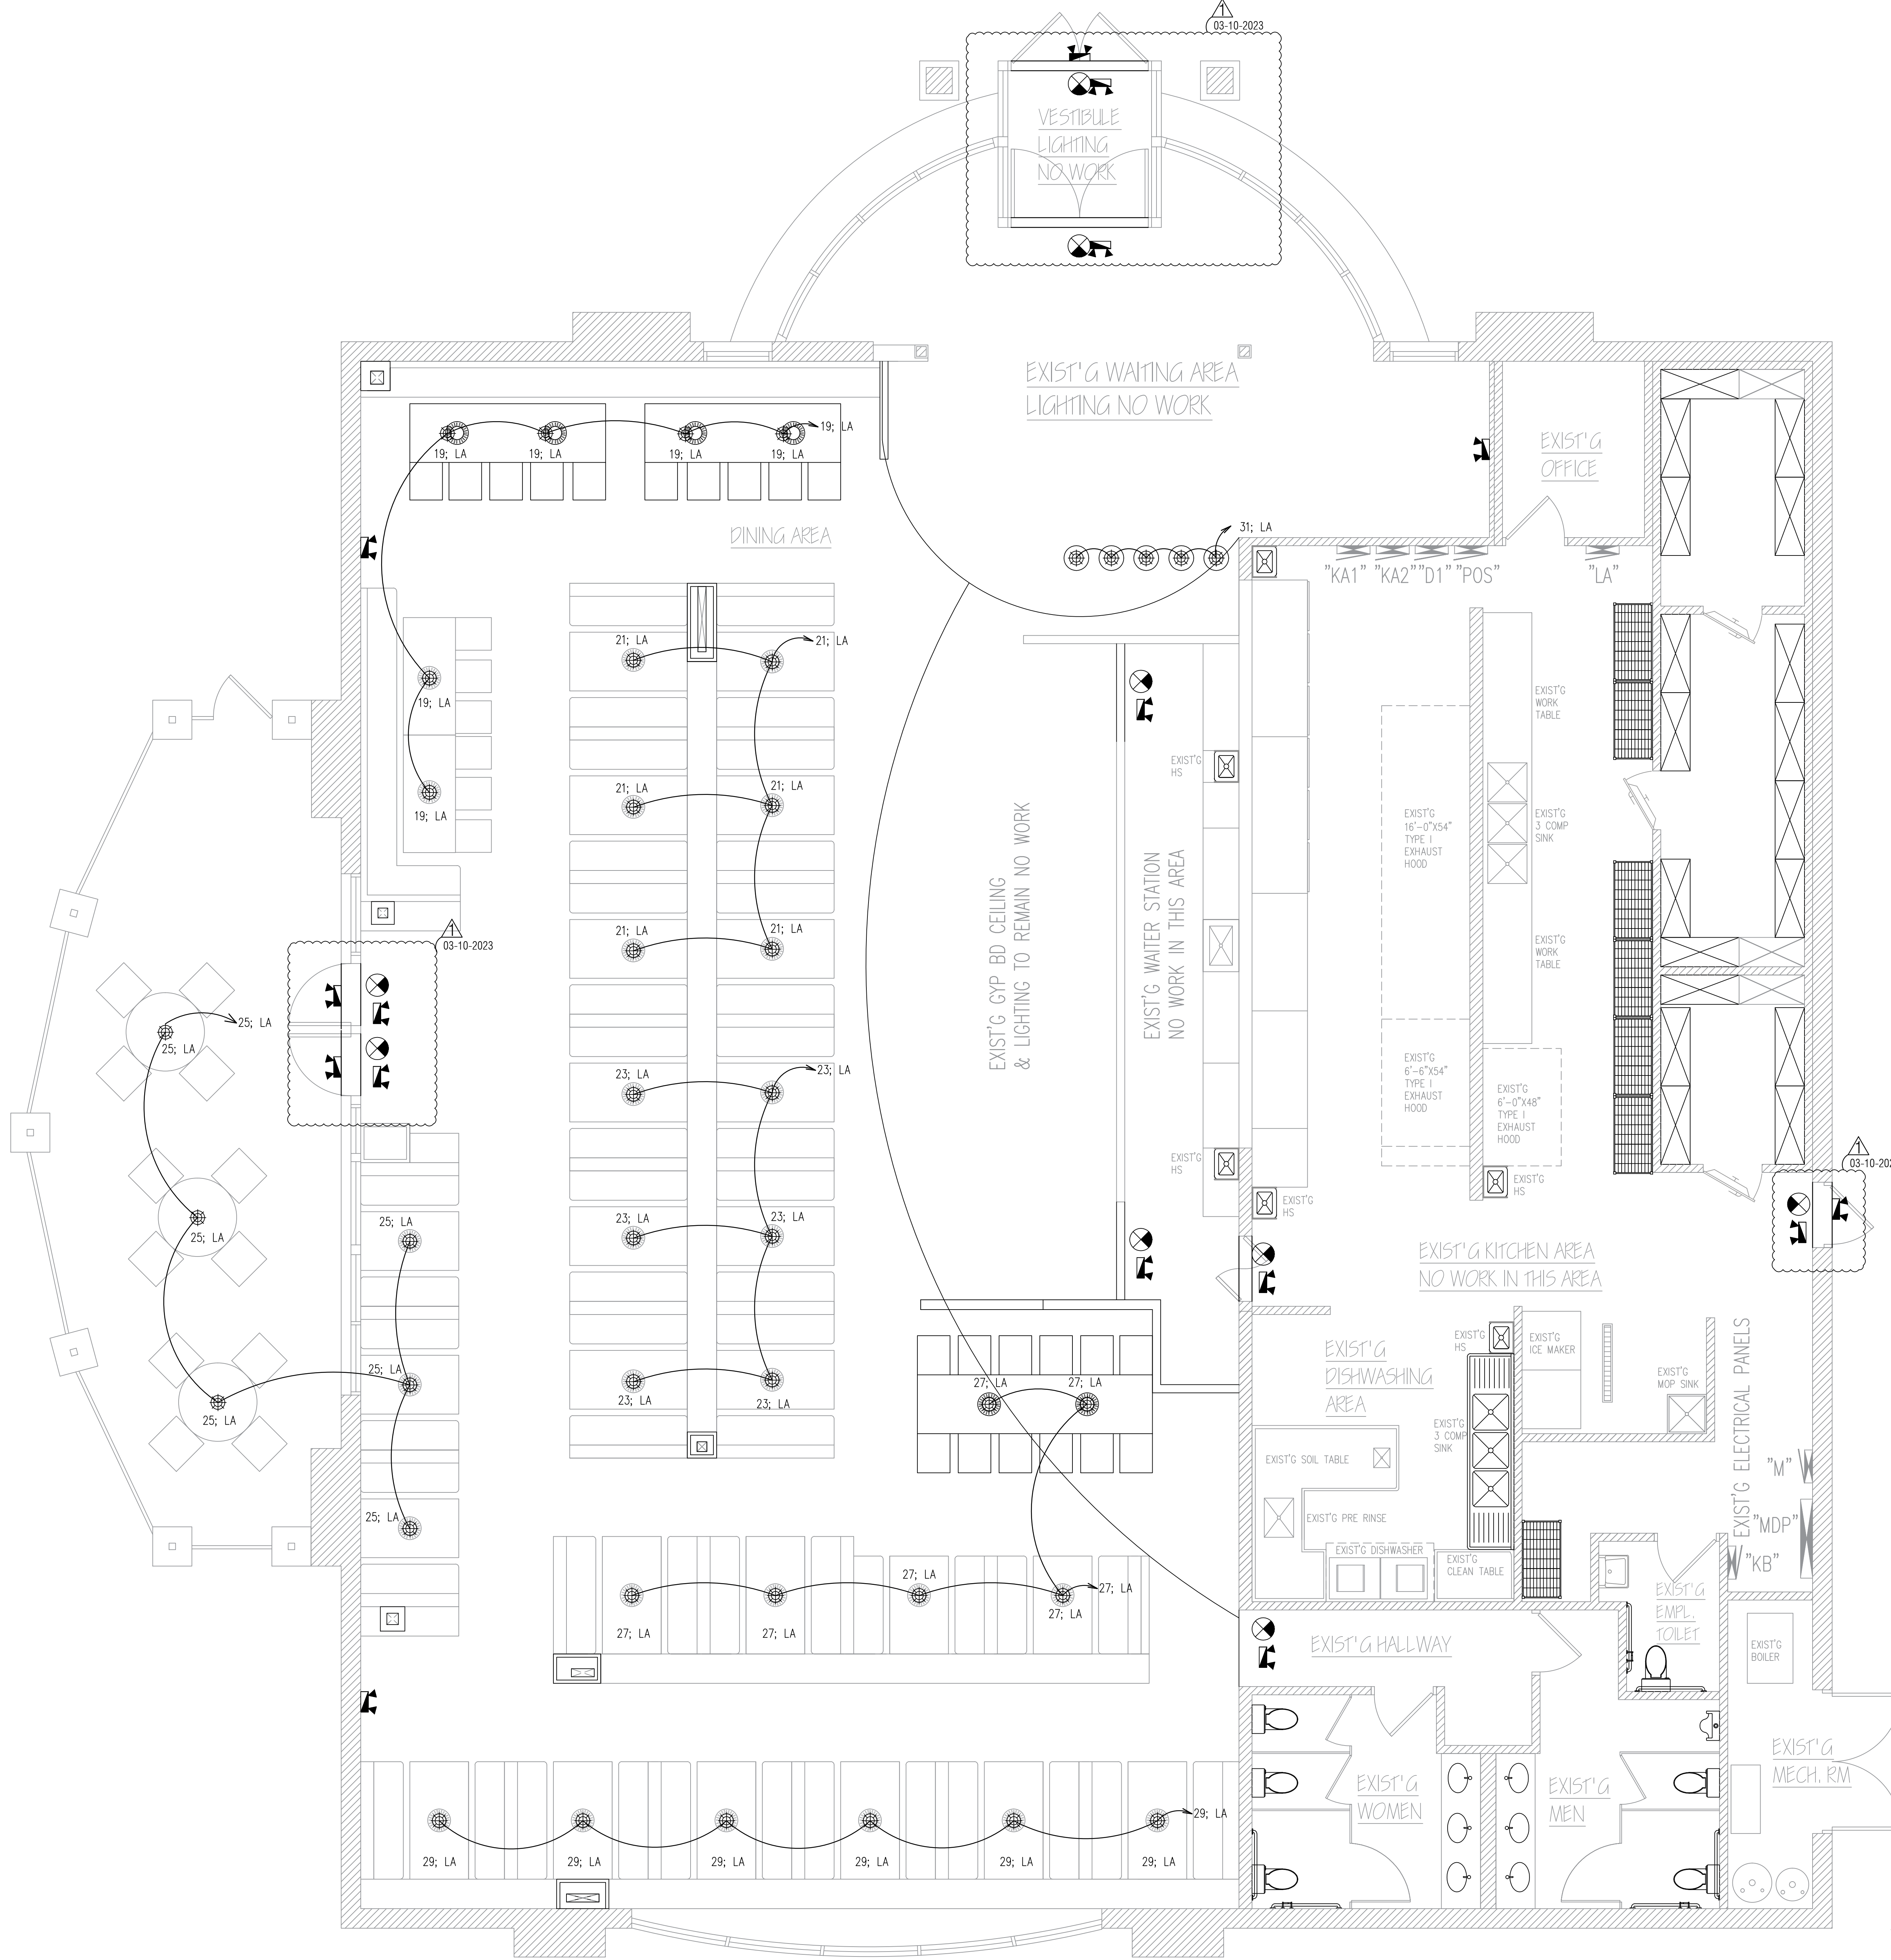 1
03-10-2023
VESTIBULE
LIGHTING
NO WORK
EXIST'G WAITING AREA
LIGHTING NO WORK
19; LA
19; LA
19; LA
19; LA
19; LA
EXIST'G
OFFICE
DINING AREA
31; LA
"KA1"
"KA2"
"D1"
"POS"
"LA"
21; LA
21; LA
19; LA
EXIST'G
WORK
TABLE
EXIST'G
HS
21; LA
21; LA
19; LA
EXIST'G
16'-0"X54"
TYPE I
EXHAUST
HOOD
EXIST'G
3 COMP
SINK
EXIST'G GYP BD CEILING
& LIGHTING TO REMAIN NO WORK
EXIST'G WAITER STATION
NO WORK IN THIS AREA
21; LA
21; LA
1
03-10-2023
EXIST'G
WORK
TABLE
25; LA
25; LA
23; LA
23; LA
EXIST'G
6'-6"X54"
TYPE I
EXHAUST
HOOD
EXIST'G
6'-0"X48"
TYPE I
EXHAUST
HOOD
EXIST'G
HS
EXIST'G
HS
EXIST'G
HS
1
03-10-202
25; LA
25; LA
23; LA
23; LA
EXIST'G KITCHEN AREA
NO WORK IN THIS AREA
EXIST'G
DISHWASHING
AREA
EXIST'G
HS
EXIST'G
ICE MAKER
EXIST'G
MOP SINK
EXIST'G ELECTRICAL PANELS
25; LA
25; LA
23; LA
23; LA
27; LA
27; LA
EXIST'G
3 COMP
SINK
EXIST'G SOIL TABLE
"M"
25; LA
EXIST'G PRE RINSE
"MDP"
EXIST'G DISHWASHER
EXIST'G
CLEAN TABLE
"KB"
27; LA
27; LA
27; LA
27; LA
27; LA
EXIST'G
EMPL.
TOILET
EXIST'G HALLWAY
EXIST'G
BOILER
EXIST'G
MECH. RM
EXIST'G
WOMEN
EXIST'G
MEN
29; LA
29; LA
29; LA
29; LA
29; LA
29; LA
29; LA